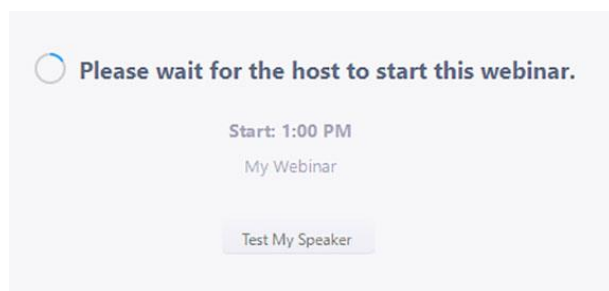 Please wait for the host to start this webinar.
Start: 1:00 PM
My Webinar
Test My Speaker